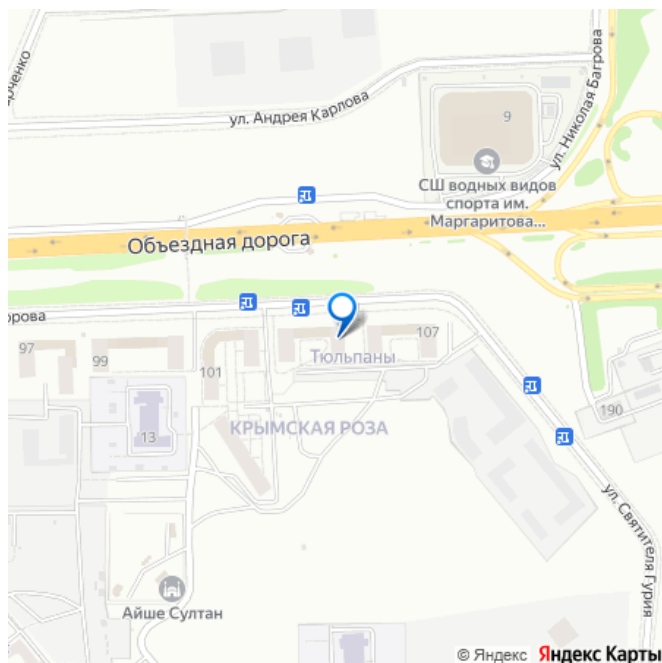 рченко
ул. Андрея Карлова
9
ул. Николая Багрова
СШ водных видов
спорта им.
Маргаритова...
Объездная дорога
орова
97
99
101
Тюльпаны
107
13
КРЫМСКАЯ РОЗА
190
ул. Святителя Гурия
Айше Султан
© Яндекс Яндекс Карты